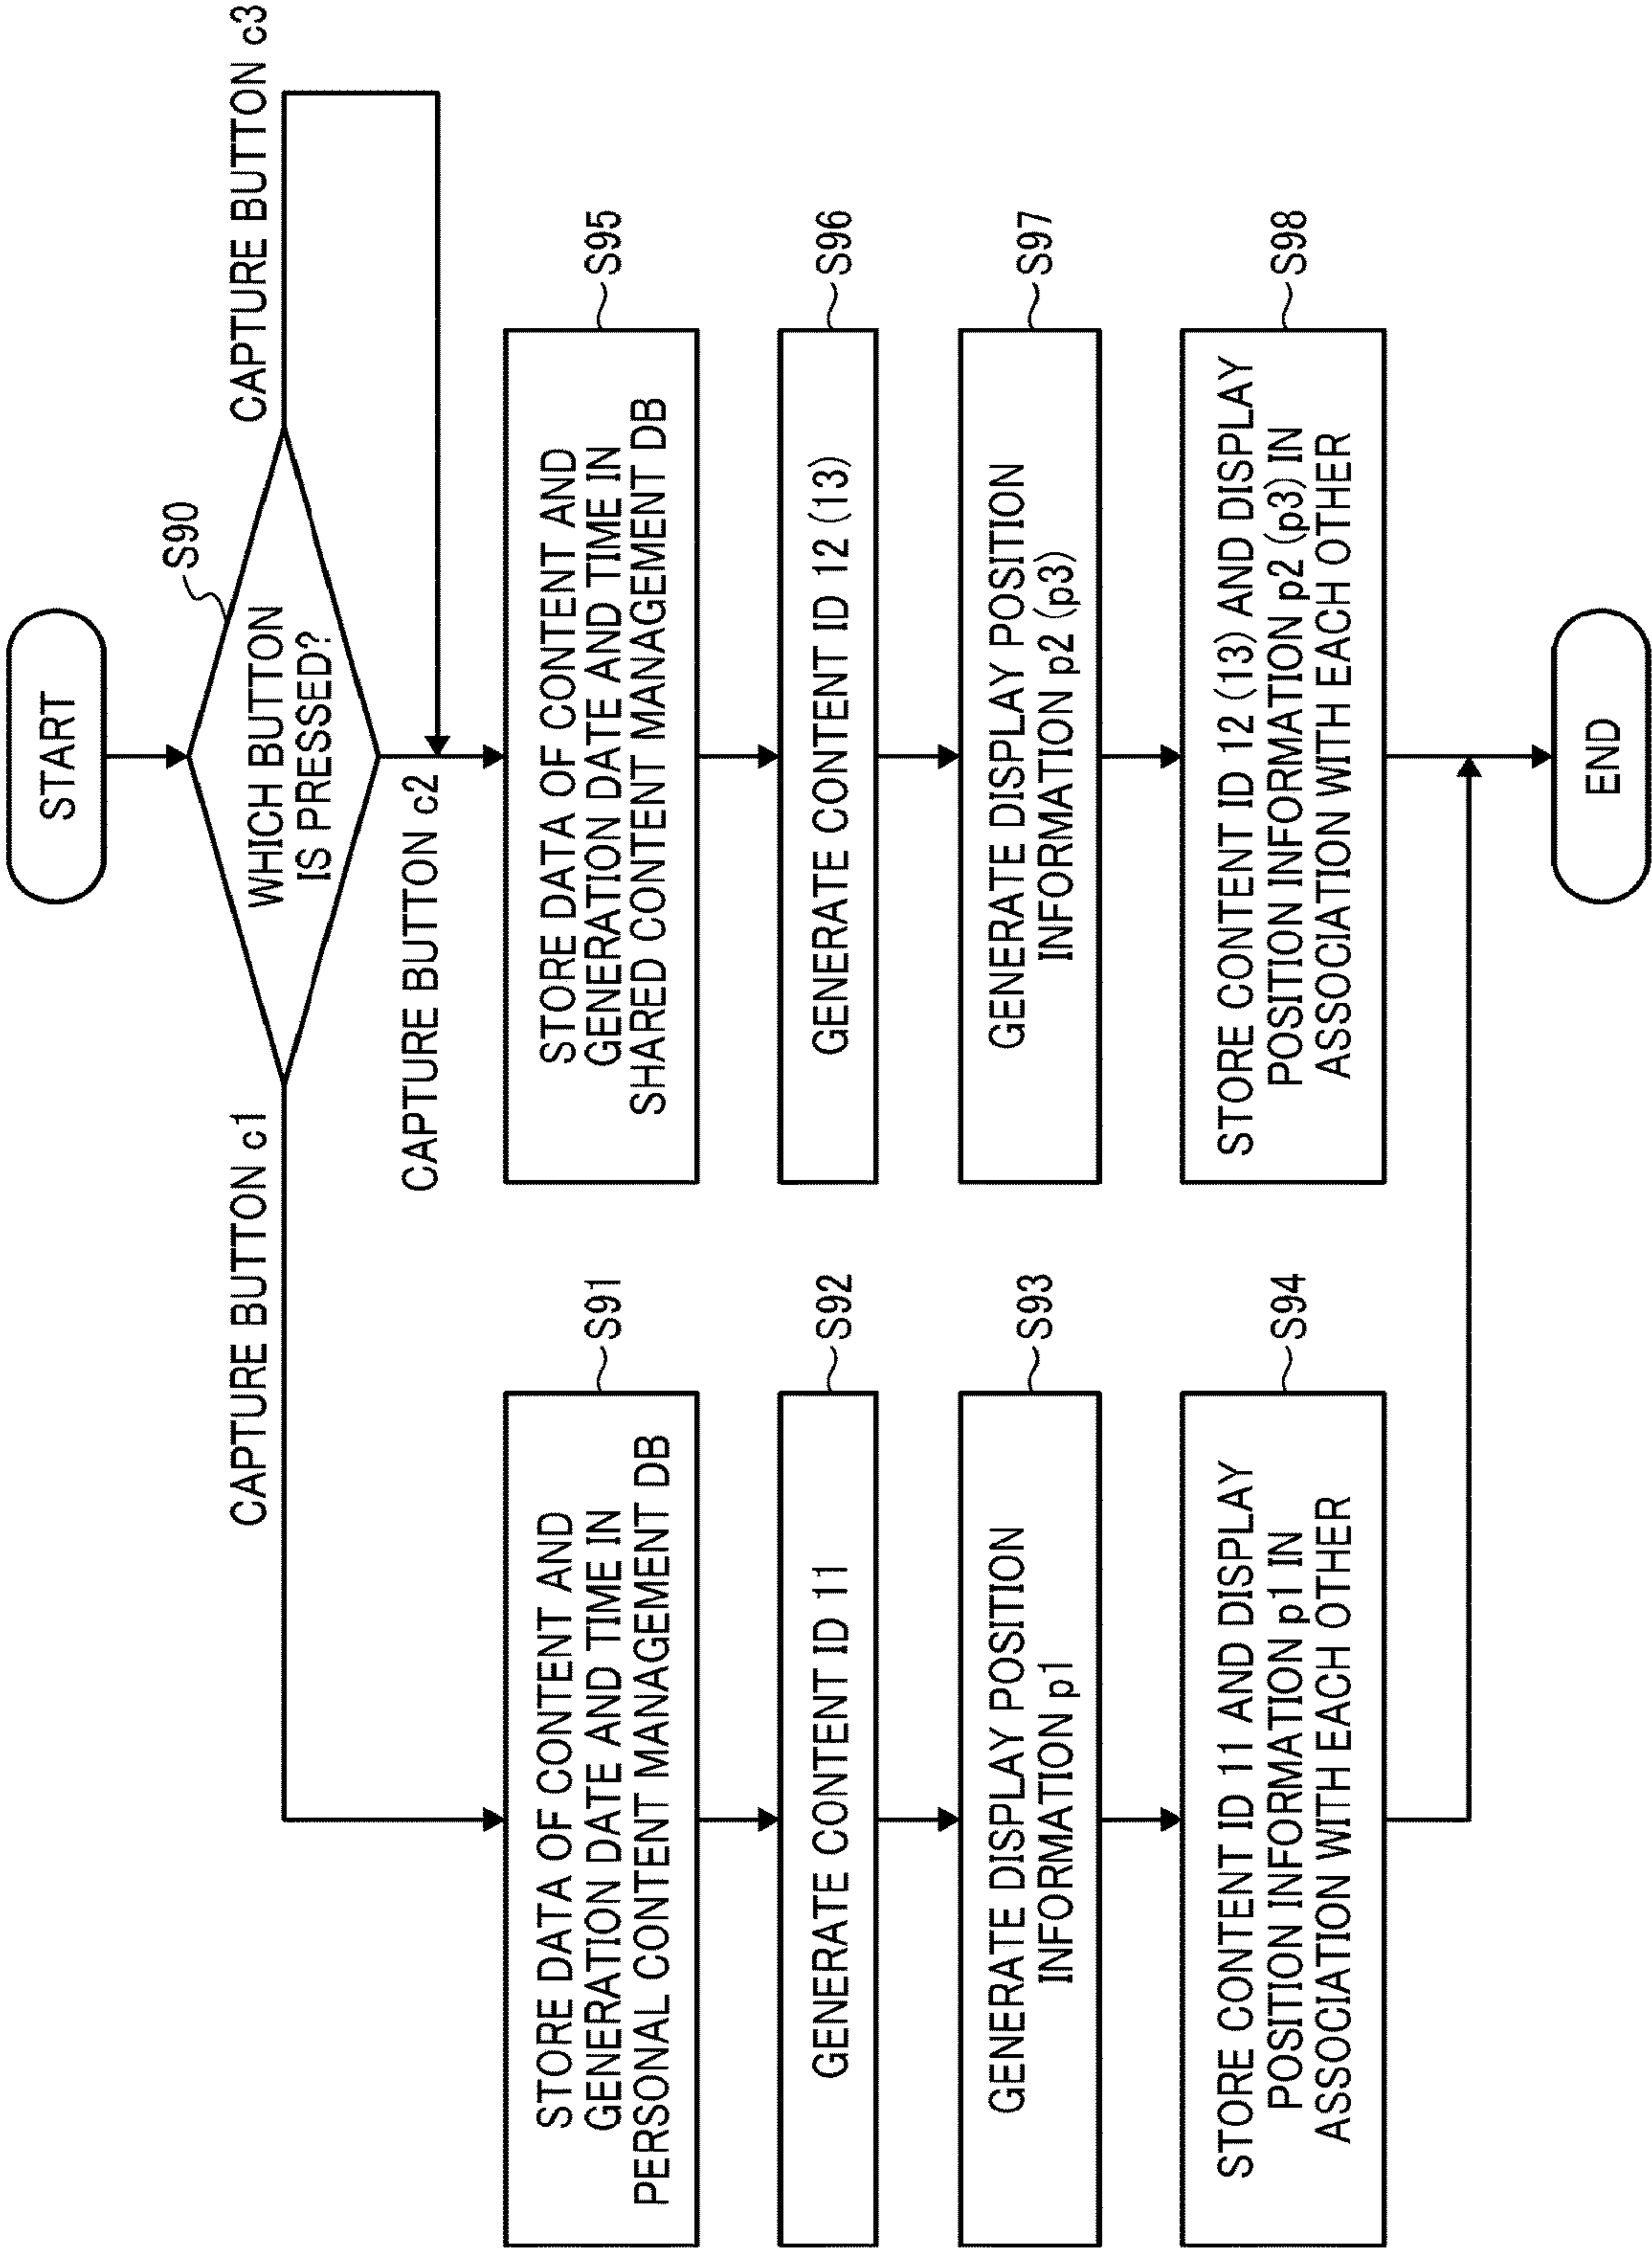 START
WHICH BUTTON
IS PRESSED?
S90
CAPTURE BUTTON c1
CAPTURE BUTTON c2
CAPTURE BUTTON c3
STORE DATA OF CONTENT AND
GENERATION DATE AND TIME IN
PERSONAL CONTENT MANAGEMENT DB
S91
GENERATE CONTENT ID 11
S92
GENERATE DISPLAY POSITION
INFORMATION p1
S93
STORE CONTENT ID 11 AND DISPLAY
POSITION INFORMATION p1 IN
ASSOCIATION WITH EACH OTHER
S94
STORE DATA OF CONTENT AND
GENERATION DATE AND TIME IN
SHARED CONTENT MANAGEMENT DB
S95
GENERATE CONTENT ID 12 (13)
S96
GENERATE DISPLAY POSITION
INFORMATION p2 (p3)
S97
STORE CONTENT ID 12 (13) AND DISPLAY
POSITION INFORMATION p2 (p3) IN
ASSOCIATION WITH EACH OTHER
S98
END